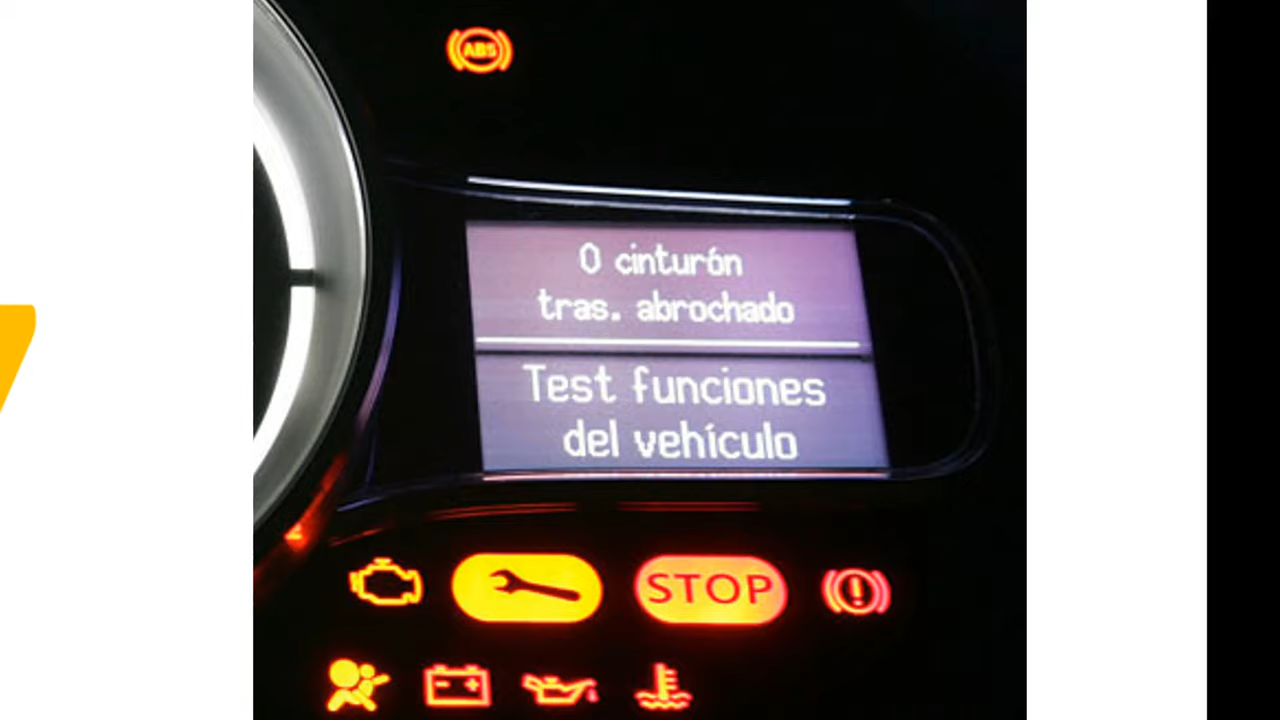 ABS
0 cinturón
tras. abrochado
Test funciones
del vehículo
STOP